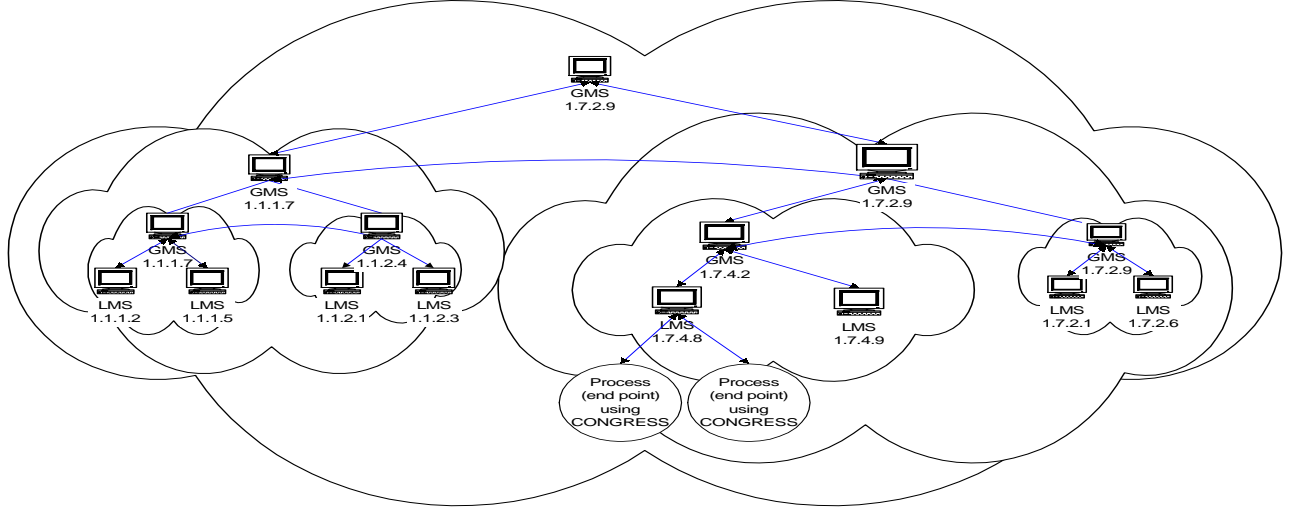 GMS
1.7.2.9
GMS
1.1.1.7
GMS
1.7.2.9
GMS
1.1.1.7
GMS
1.1.2.4
GMS
1.7.4.2
GMS
1.7.2.9
LMS
1.1.1.2
LMS
1.1.1.5
LMS
1.1.2.1
LMS
1.1.2.3
LMS
1.7.4.8
LMS
1.7.4.9
LMS
1.7.2.1
LMS
1.7.2.6
Process
(end point)
using
CONGRESS
Process
(end point)
using
CONGRESS